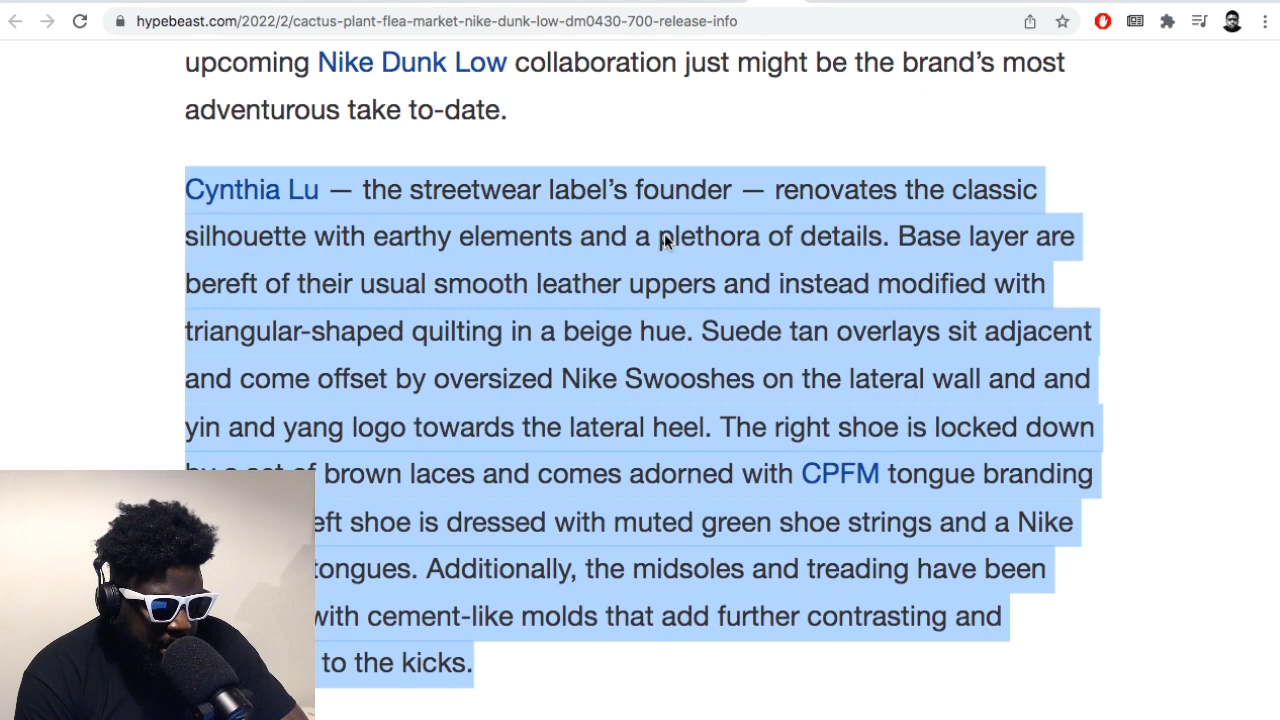 hypebeast.com/2022/2/cactus-plant-flea-market-nike-dunk-low-dm0430-700-release-info
upcoming Nike Dunk Low collaboration just might be the brand’s most
adventurous take to-date.
Cynthia Lu — the streetwear label’s founder — renovates the classic
silhouette with earthy elements and a plethora of details. Base layer are
bereft of their usual smooth leather uppers and instead modified with
triangular-shaped quilting in a beige hue. Suede tan overlays sit adjacent
and come offset by oversized Nike Swooshes on the lateral wall and and
yin and yang logo towards the lateral heel. The right shoe is locked down
by a set of brown laces and comes adorned with CPFM tongue branding
eft shoe is dressed with muted green shoe strings and a Nike
tongues. Additionally, the midsoles and treading have been
with cement-like molds that add further contrasting and
to the kicks.